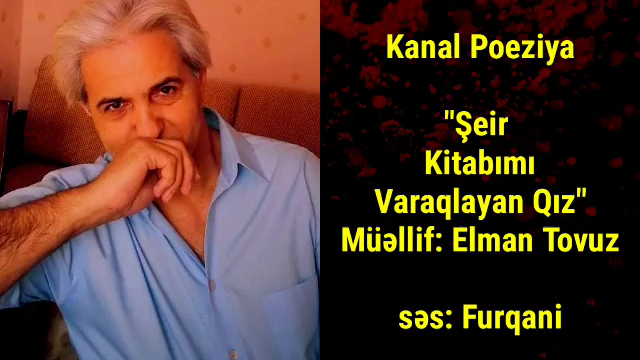 Kanal Poeziya
"Şeir
Kitabımı
Varaqlayan Qız"
Müəllif: Elman Tovuz
səs: Furqani